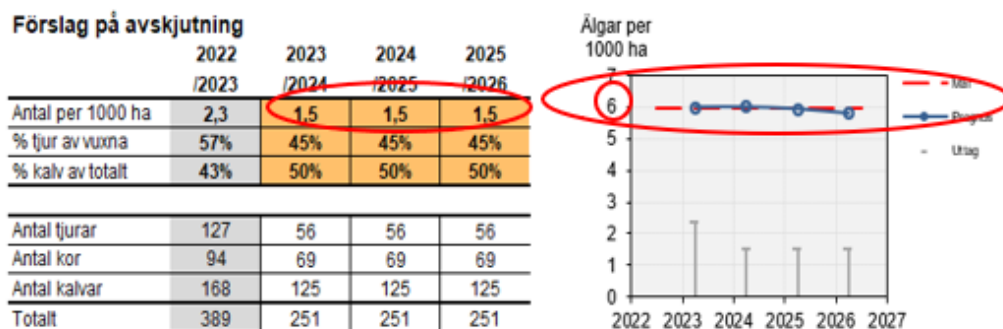 Förslag på avskjutning
2022 2023 2024 2025
/2023 /2024 /2025 /2026
Antal per 1000 ha 2,3 1,5 1,5 1,5
% tjur av vuxna 57% 45% 45% 45%
% kalv av totalt 43% 50% 50% 50%
Antal tjurar 127 56 56 56
Antal kor 94 69 69 69
Antal kalvar 168 125 125 125
Totalt 389 251 251 251
Älgar per
1000 ha
7
6
5
4
3
2
1
0
2022 2023 2024 2025 2026 2027
Mål
Prognos
Uttag